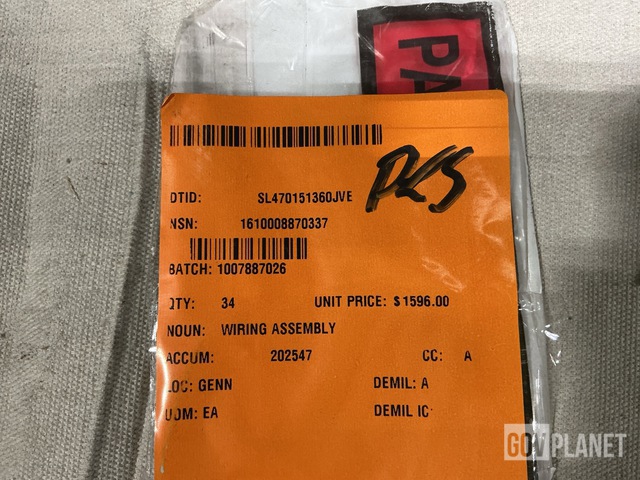 PA
PCS
DTID: SL470151360JVE
NSN: 1610008870337
BATCH: 1007887026
QTY: 34 UNIT PRICE: $1596.00
NOUN: WIRING ASSEMBLY
ACCUM: 202547 CC: A
LOC: GENN DEMIL: A
UOM: EA DEMIL IC:
GOVPLANET